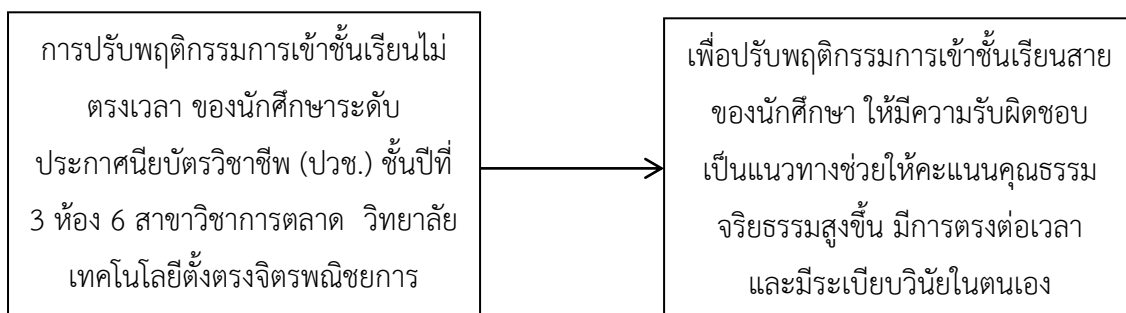 การปรับพฤติกรรมการเข้าชั้นเรียนไม่
ตรงเวลา ของนักศึกษาระดับ
ประกาศนียบัตรวิชาชีพ (ปวช.) ชั้นปีที่
3 ห้อง 6 สาขาวิชาการตลาด วิทยาลัย
เทคโนโลยีตั้งตรงจิตรพณิชยการ
เพื่อปรับพฤติกรรมการเข้าชั้นเรียนสาย
ของนักศึกษา ให้มีความรับผิดชอบ
เป็นแนวทางช่วยให้คะแนนคุณธรรม
จริยธรรมสูงขึ้น มีการตรงต่อเวลา
และมีระเบียบวินัยในตนเอง